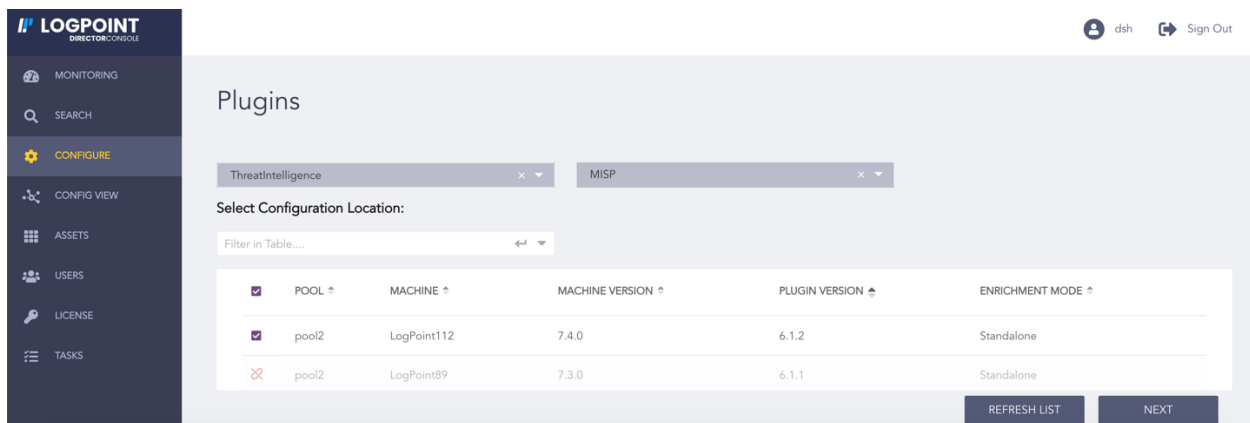 LOGPOINT
DIRECTORCONSOLE
dsh
Sign Out
MONITORING
SEARCH
CONFIGURE
CONFIG VIEW
ASSETS
USERS
LICENSE
TASKS
Plugins
ThreatIntelligence
MISP
Select Configuration Location:
Filter in Table....
POOL MACHINE MACHINE VERSION PLUGIN VERSION ENRICHMENT MODE
pool2 LogPoint112 7.4.0 6.1.2 Standalone
pool2 LogPoint89 7.3.0 6.1.1 Standalone
REFRESH LIST NEXT